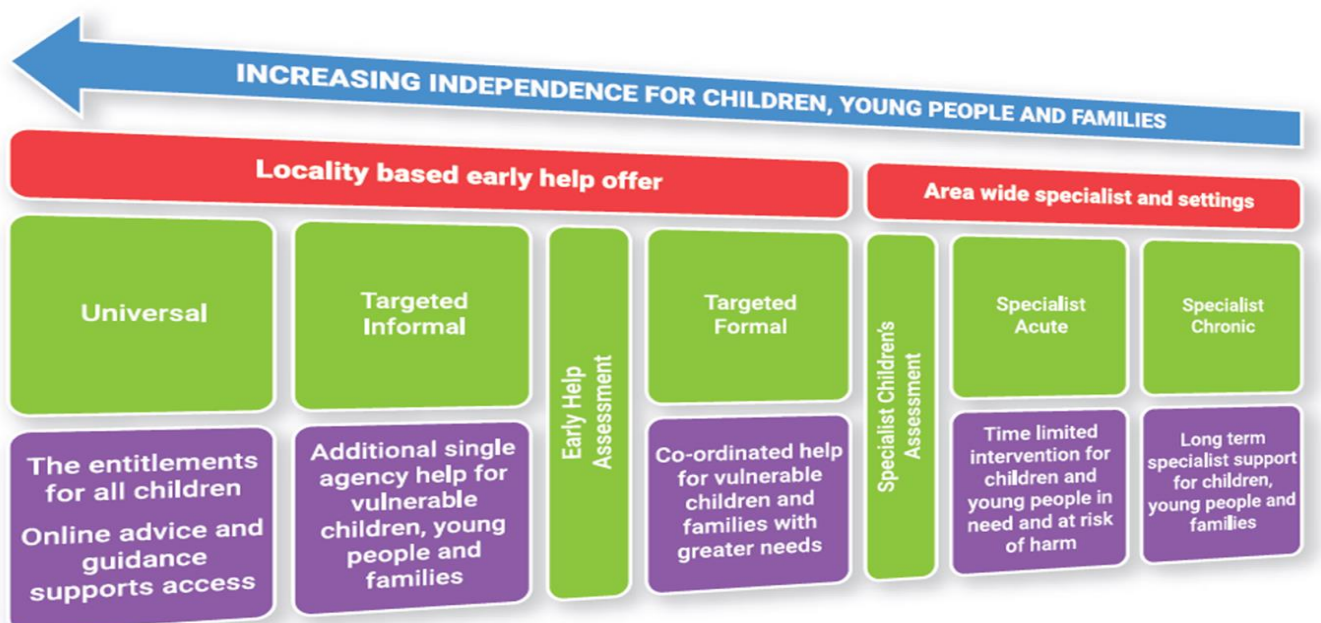 INCREASING INDEPENDENCE FOR CHILDREN, YOUNG PEOPLE AND FAMILIES
Locality based early help offer
Area wide specialist and settings
Universal
Targeted
Informal
Early Help
Assessment
Targeted
Formal
Specialist Children's
Assessment
Specialist
Acute
Specialist
Chronic
The entitlements
for all children
Online advice and
guidance
supports access
Additional single
agency help for
vulnerable
children, young
people and
families
Co-ordinated help
for vulnerable
children and
families with
greater needs
Time limited
intervention for
children and
young people in
need and at risk
of harm
Long term
specialist support
for children,
young people and
families